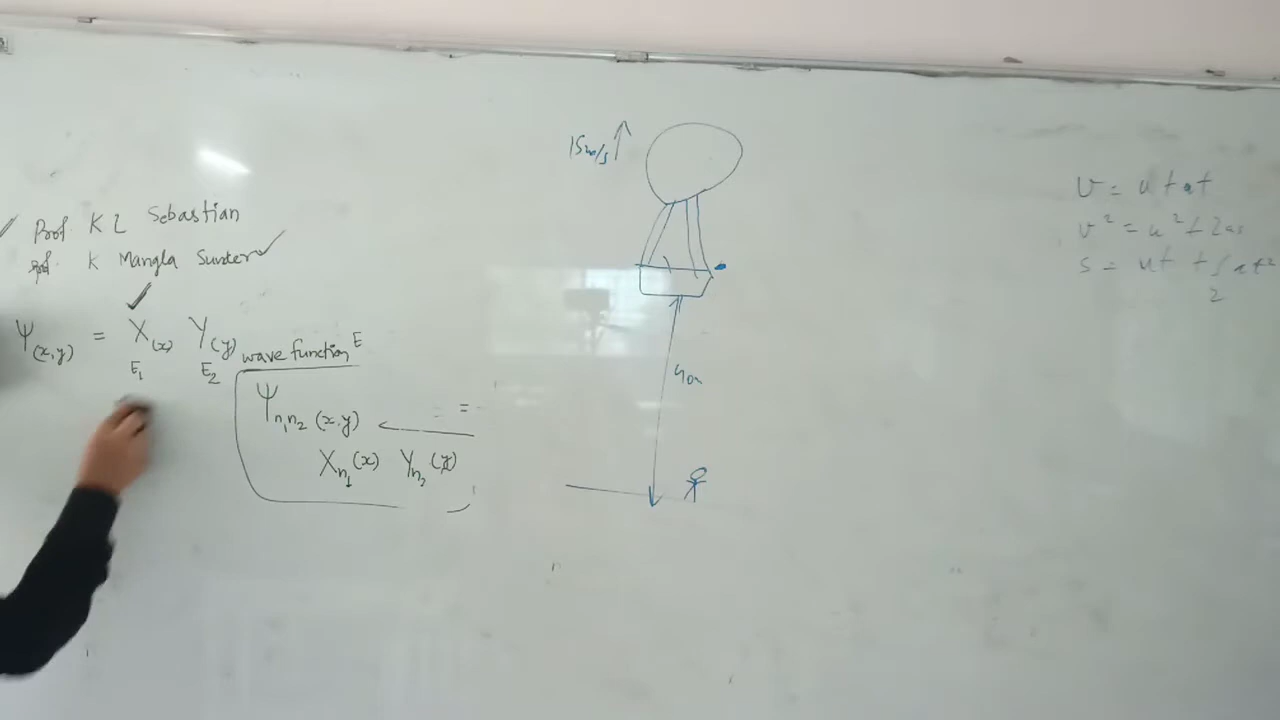 Prof. K L Sebastian
Prof. K Mangla Sunder
Ψ(x,y) = X(x) Y(y)
E₁ E₂
wave function E
Ψn₁n₂ (x.y) =
Xn₁(x) Yn₂(y)
15m/s
40m
v = u + at
v² = u² + 2as
s = ut + 1/2 at²